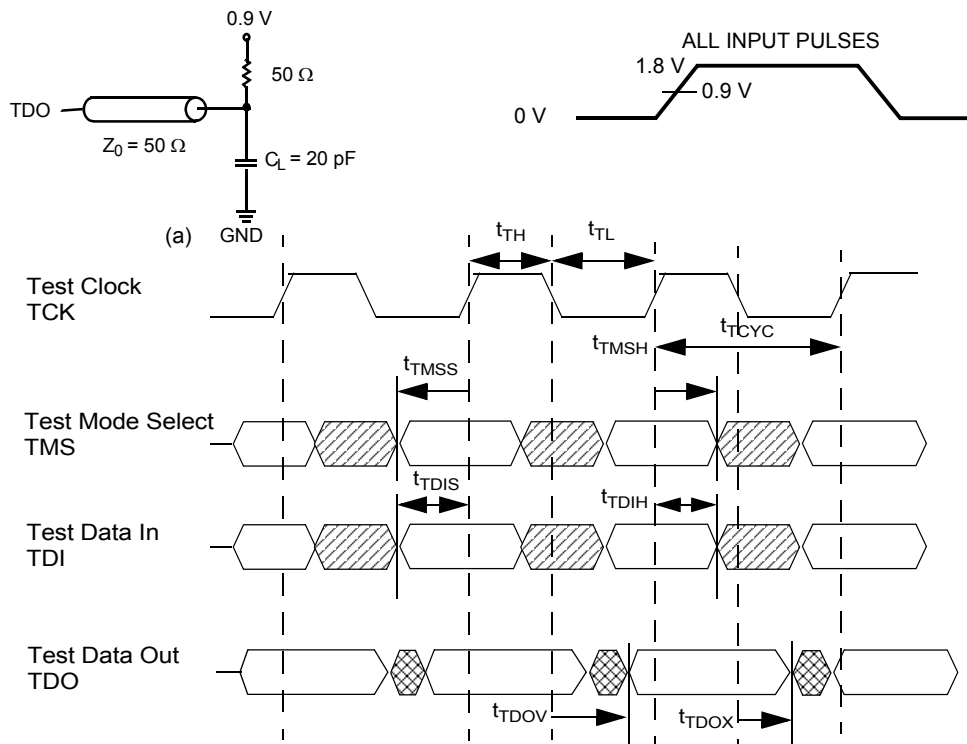 0.9 V
50 Ω
TDO
Z0 = 50 Ω
CL = 20 pF
(a)
GND
ALL INPUT PULSES
1.8 V
0.9 V
0 V
tTH
tTL
Test Clock
TCK
tTCYC
tTMSH
tTMSS
Test Mode Select
TMS
tTDIS
tTDIH
Test Data In
TDI
Test Data Out
TDO
tTDOV
tTDOX